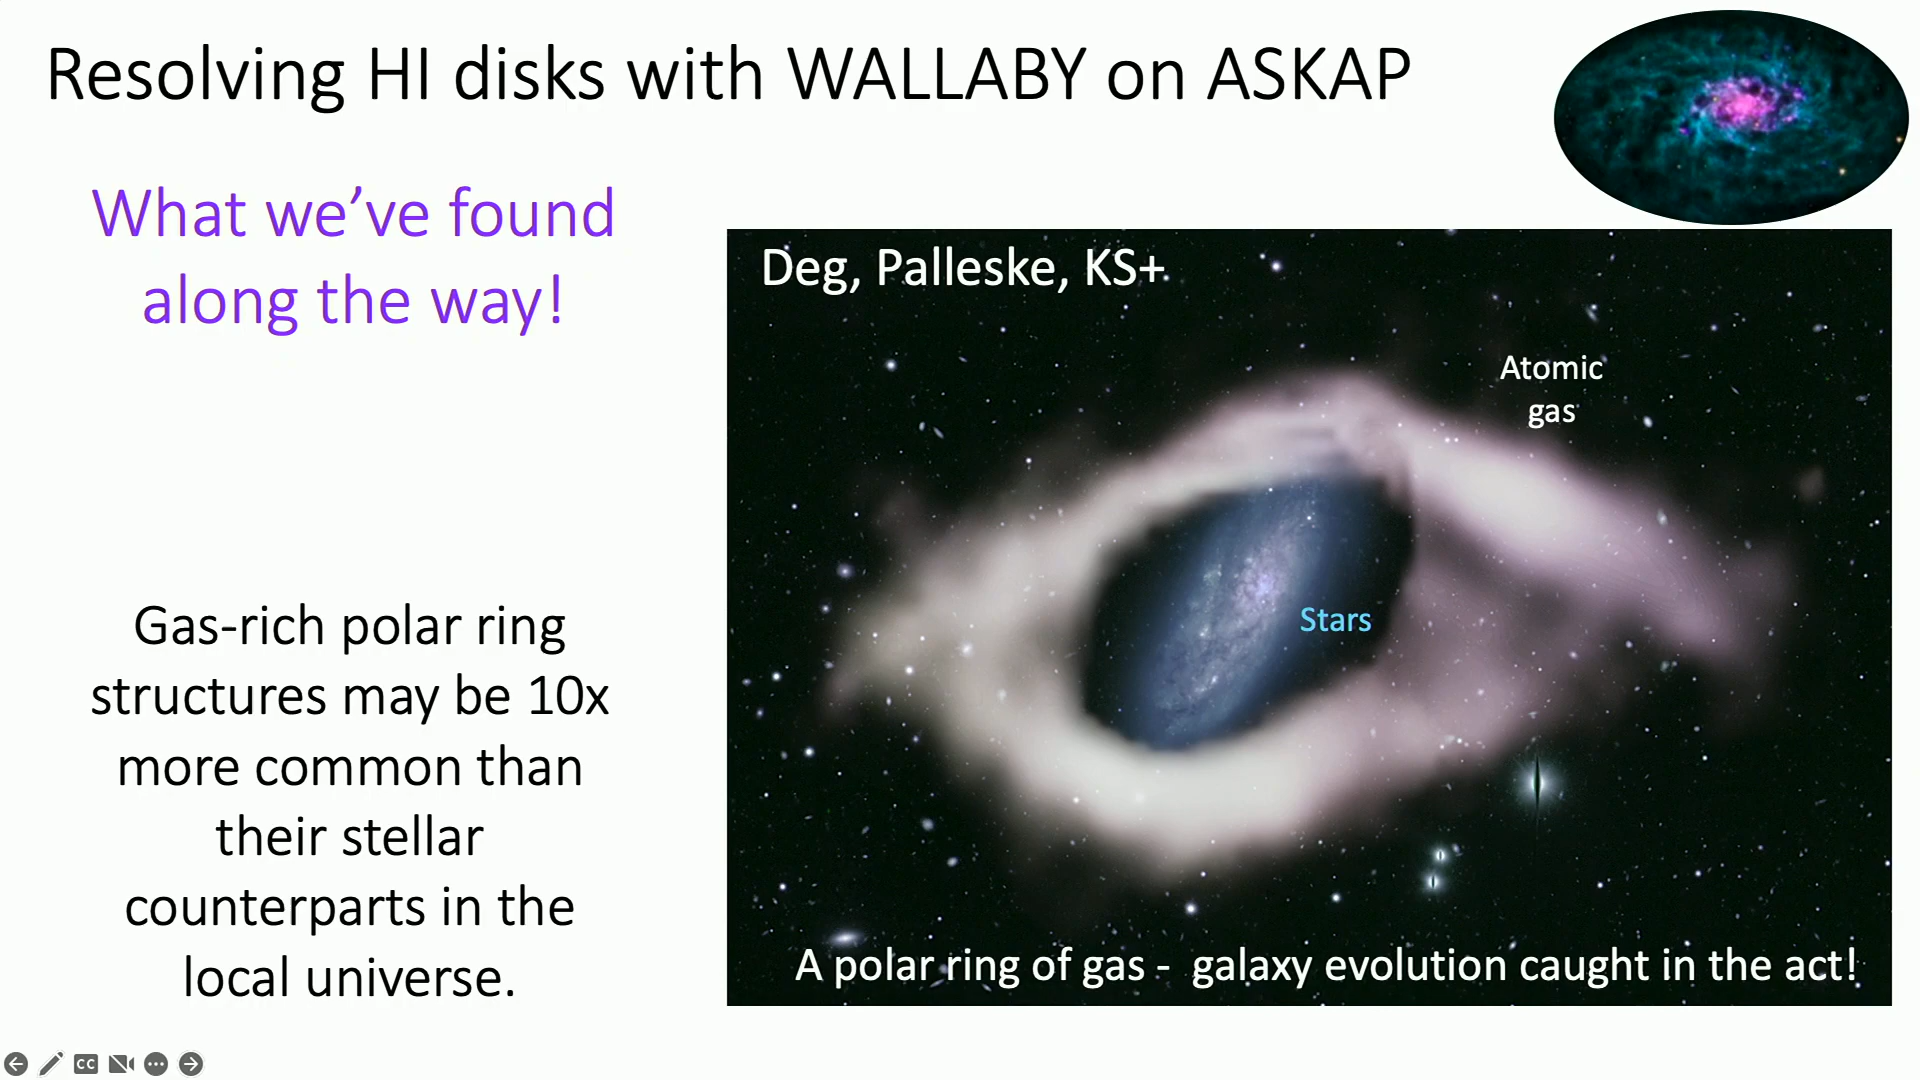 Resolving HI disks with WALLABY on ASKAP
What we’ve found
along the way!
Gas-rich polar ring
structures may be 10x
more common than
their stellar
counterparts in the
local universe.
Deg, Palleske, KS+
Atomic
gas
Stars
A polar ring of gas - galaxy evolution caught in the act!
CC